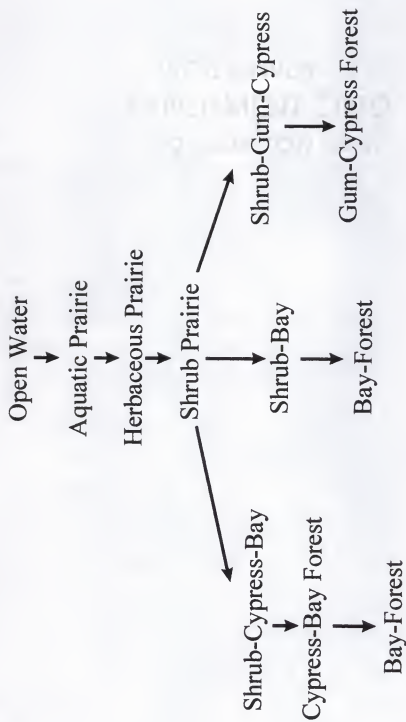 Open Water
Aquatic Prairie
Herbaceous Prairie
Shrub Prairie
Shrub-Cypress-Bay
Cypress-Bay Forest
Bay-Forest
Shrub-Bay
Bay-Forest
Shrub-Gum-Cypress
Gum-Cypress Forest